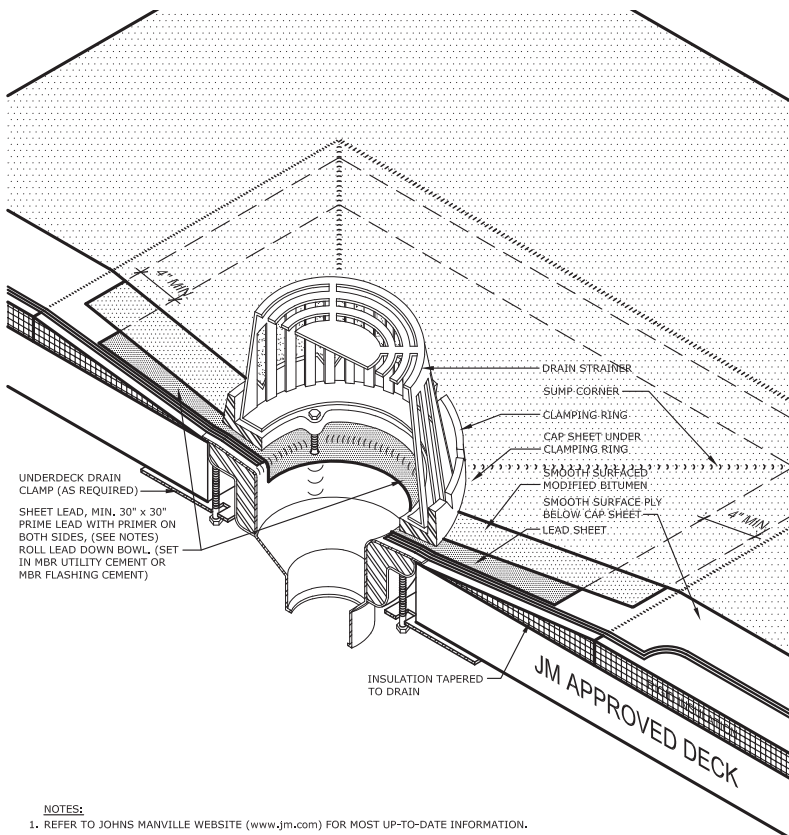 4" MIN
DRAIN STRAINER
SUMP CORNER
CLAMPING RING
CAP SHEET UNDER
CLAMPING RING
SMOOTH SURFACED
MODIFIED BITUMEN
SMOOTH SURFACE PLY
BELOW CAP SHEET
LEAD SHEET
4" MIN
UNDERDECK DRAIN
CLAMP (AS REQUIRED)
SHEET LEAD, MIN. 30" x 30"
PRIME LEAD WITH PRIMER ON
BOTH SIDES, (SEE NOTES)
ROLL LEAD DOWN BOWL. (SET
IN MBR UTILITY CEMENT OR
MBR FLASHING CEMENT)
INSULATION TAPERED
TO DRAIN
JM APPROVED DECK
NOTES:
1. REFER TO JOHNS MANVILLE WEBSITE (www.jm.com) FOR MOST UP-TO-DATE INFORMATION.